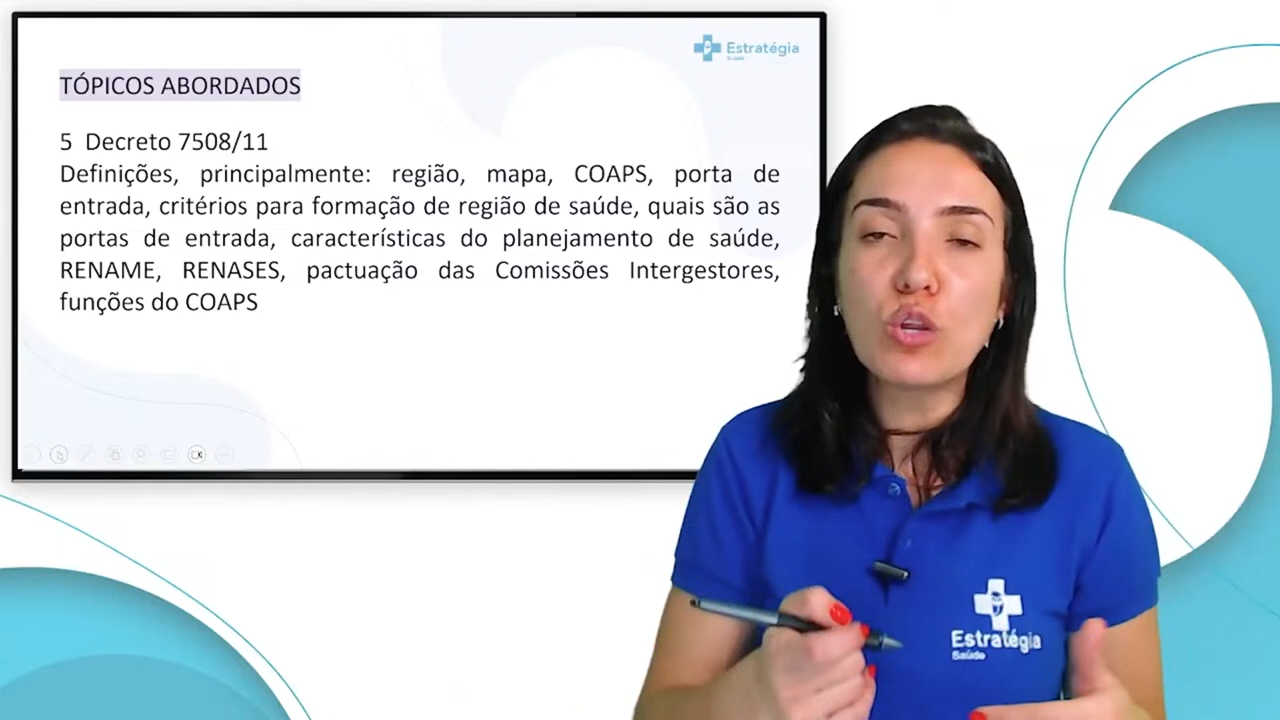 Estratégia
TÓPICOS ABORDADOS
5 Decreto 7508/11
Definições, principalmente: região, mapa, COAPS, porta de
entrada, critérios para formação de região de saúde, quais são as
portas de entrada, características do planejamento de saúde,
RENAME, RENASES, pactuação das Comissões Intergestores,
funções do COAPS
Estratégia
Saúde